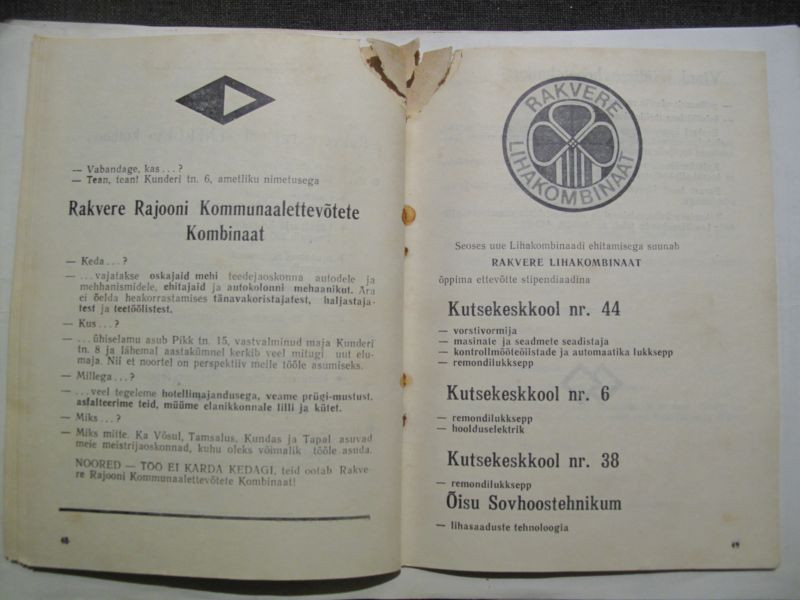 — Vabandage, kas...?
— Tean, tean! Kunderi tn. 6, ametliku nimetusega
Rakvere Rajooni Kommunaalettevõtete
Kombinaat
— Keda...?
— ...vajatakse oskajaid mehi teedejaoskonna autodele ja
mehhanismidele, ehitajaid ja autokolonni mehaanikut. Ära
ei öelda heakorrastamises tänavakoristajatest, haljastaja-
test ja teetöölistest.
— Kus...?
— ...ühiselamu asub Pikk tn. 15, vastvalminud maja Kunderi
tn. 8 ja lähemal aastakümnel kerkib veel mitugi uut elu-
maja. Nii et noortel on perspektiiv meile tööle asumiseks.
— Millega...?
— ...veel tegeleme hotellimajandusega, veame prügi-mustust,
asfalteerime teid, müüme elanikkonnale lilli ja kütet.
— Miks...?
— Miks mitte. Ka Võsul, Tamsalus, Kundas ja Tapal asuvad
meie meistrijaoskonnad, kuhu oleks võimalik tööle asuda.
NOORED — TÖÖ EI KARDA KEDAGI, teid ootab Rakve-
re Rajooni Kommunaalettevõtete Kombinaat!
48
RAKVERE
LIHAKOMBINAAT
Seoses uue Lihakombinaadi ehitamisega suunab
RAKVERE LIHAKOMBINAAT
õppima ettevõtte stipendiaadina
Kutsekeskkool nr. 44
— vorstivormija
— masinate ja seadmete seadistaja
— kontrollmõõteõiistade ja automaatika lukksepp
— remondilukksepp
Kutsekeskkool nr. 6
— remondilukksepp
— hoolduselektrik
Kutsekeskkool nr. 38
— remondilukksepp
Õisu Sovhoostehnikum
— lihasaaduste tehnoloogia
49